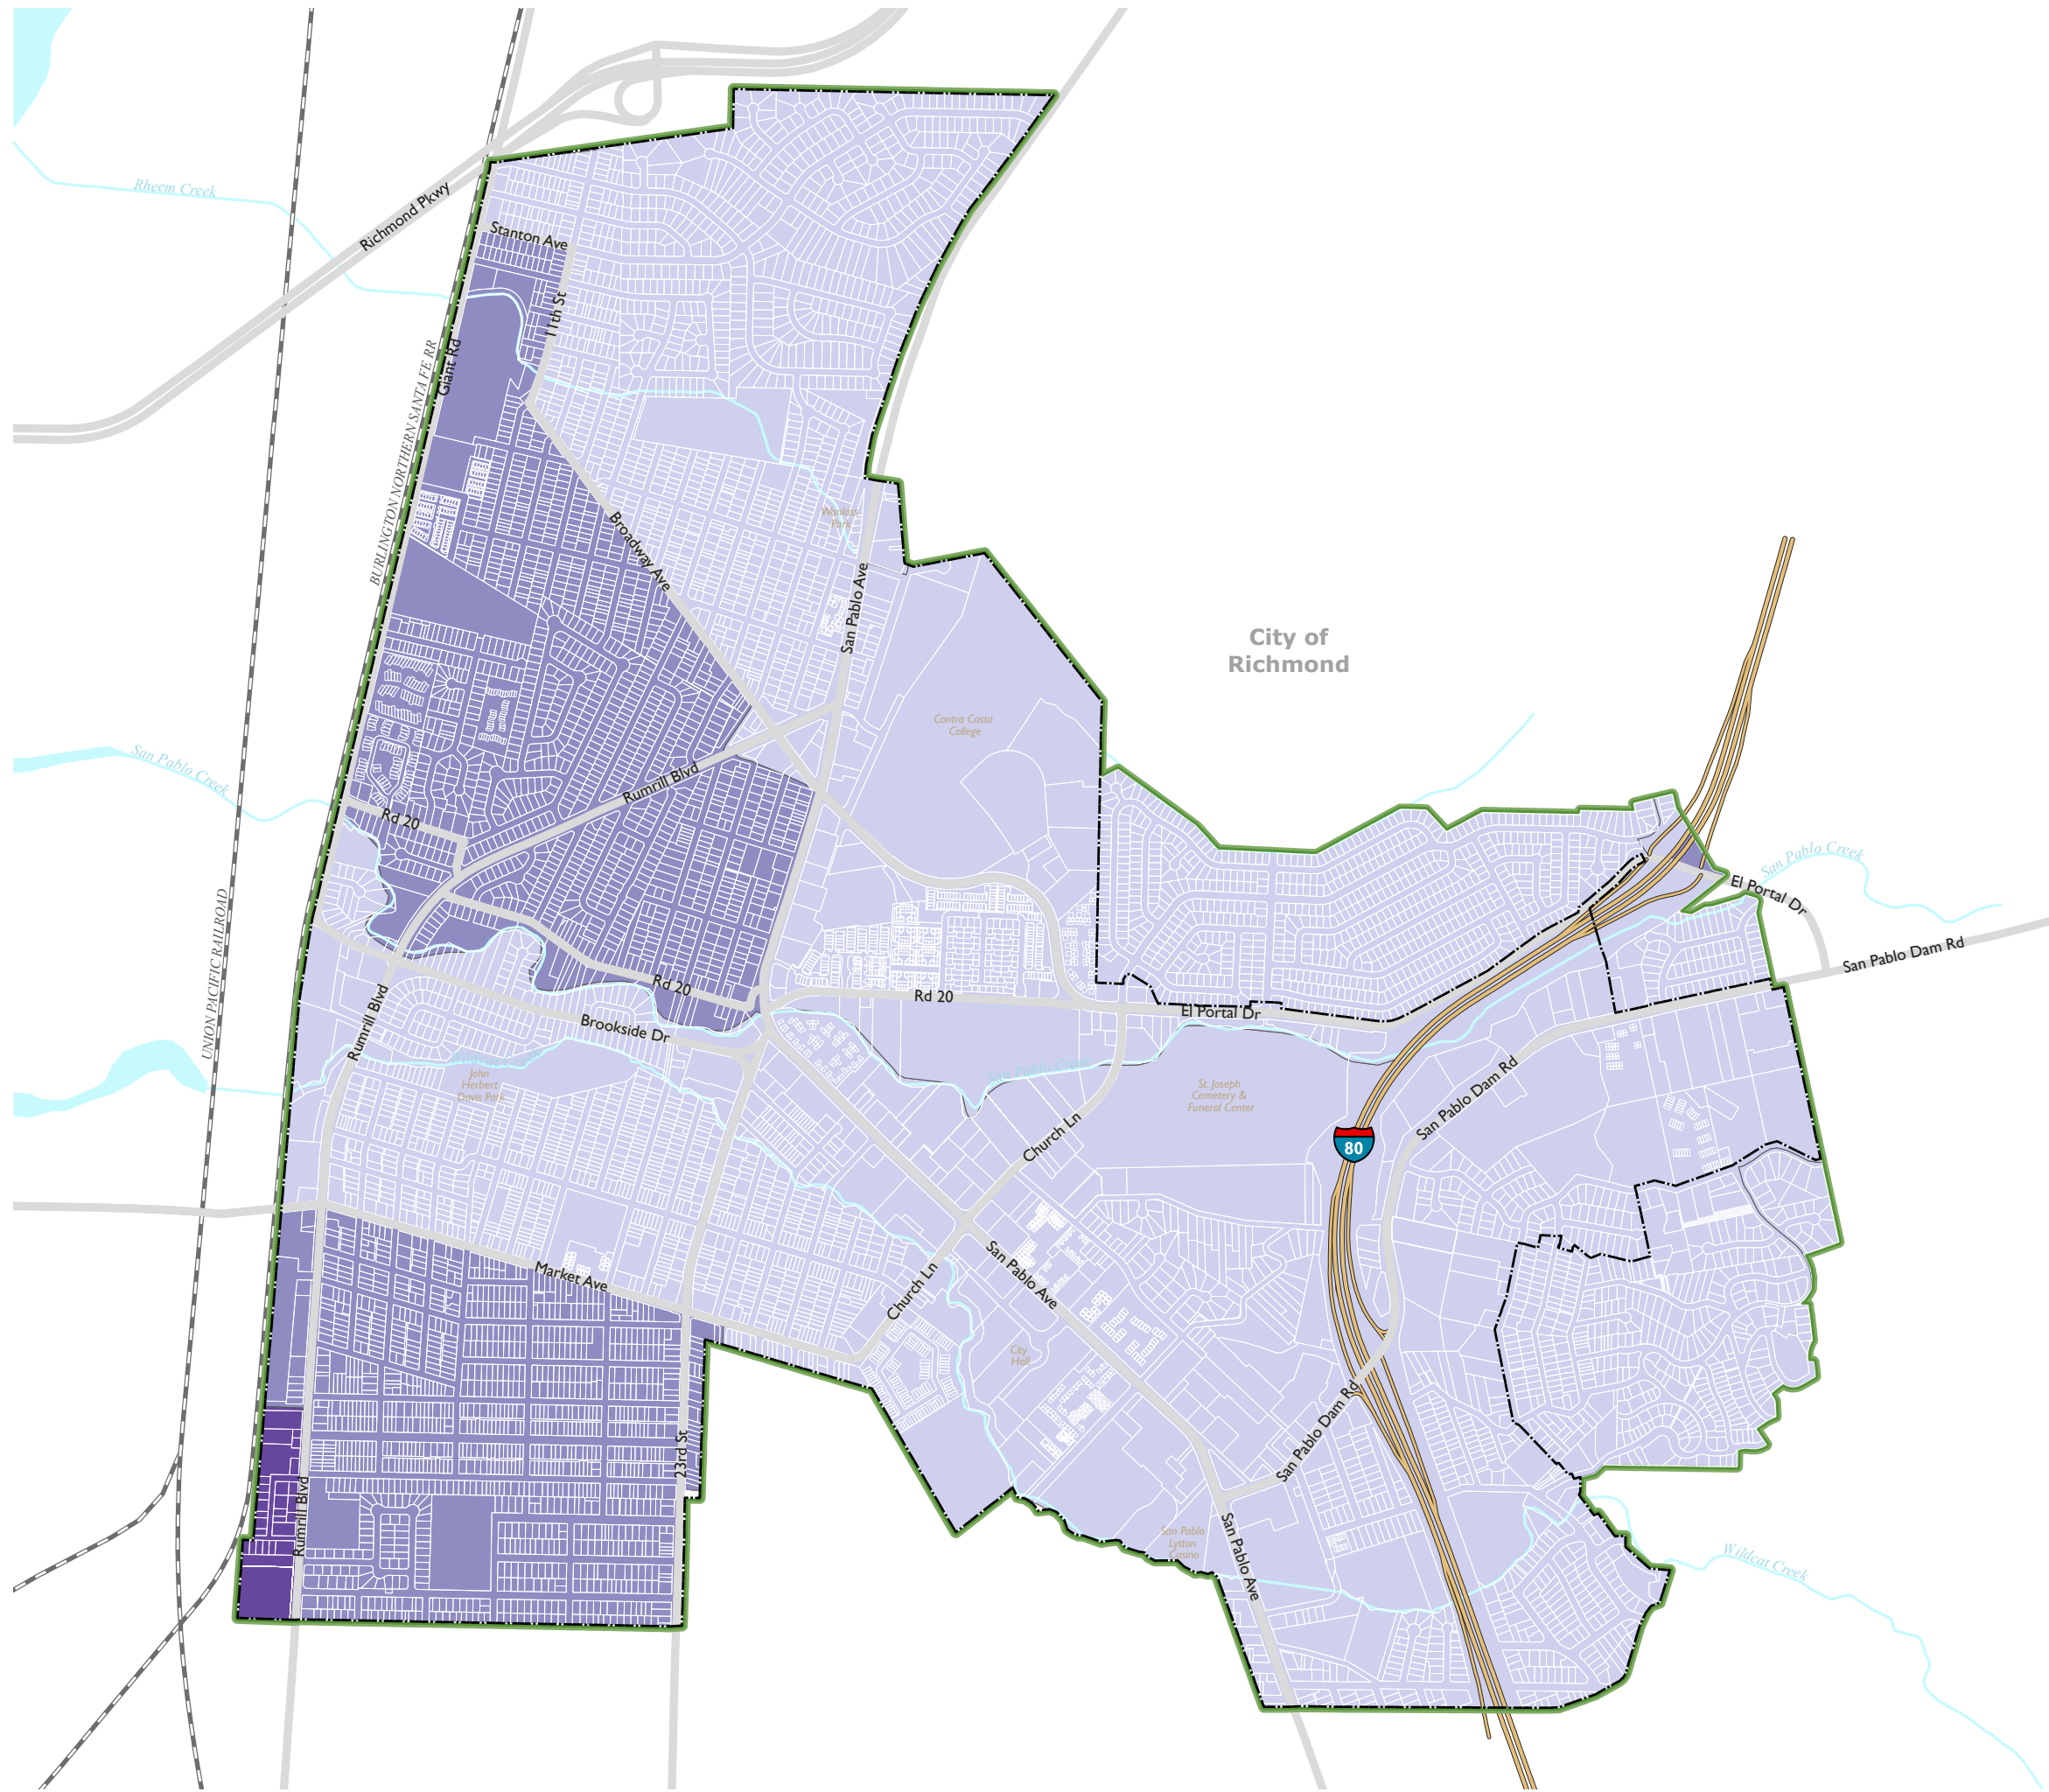 Rheem Creek
Richmond Pkwy
Stanton Ave
11th St
Giant Rd
BURLINGTON NORTHERN SANTA FE RR
Wanlass
Park
Broadway Ave
San Pablo Ave
City of
Richmond
Contra Costa
College
San Pablo Creek
Rumrill Blvd
Rd 20
San Pablo Creek
El Portal Dr
San Pablo Dam Rd
UNION PACIFIC RAILROAD
Rd 20
Rd 20
El Portal Dr
Rumrill Blvd
Brookside Dr
San Pablo Creek
John
Herbert
Davis Park
St. Joseph
Cemetery &
Funeral Center
San Pablo Dam Rd
Church Ln
80
Market Ave
Church Ln
San Pablo Ave
City
Hall
San Pablo Dam Rd
23rd St
Rumrill Blvd
San Pablo
Lytton
Casino
San Pablo Ave
Wildcat Creek